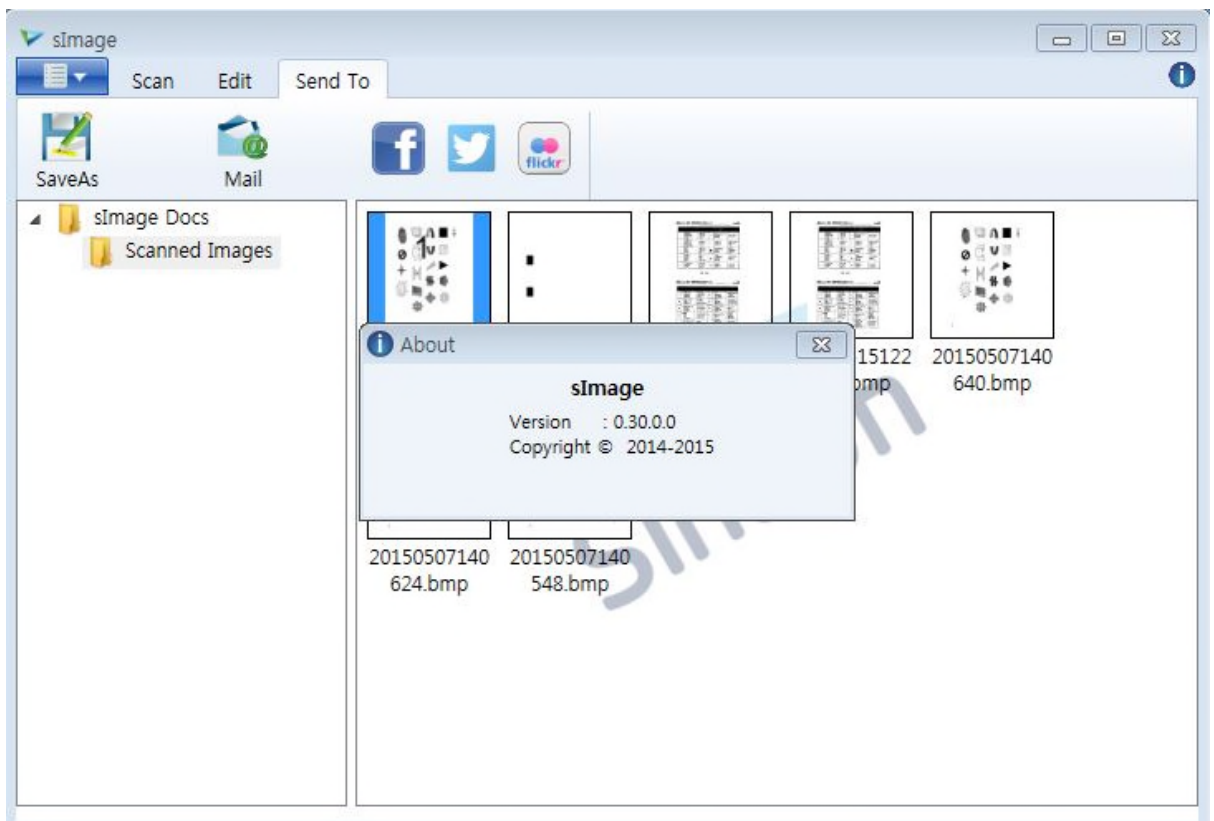 sImage
Scan Edit Send To
f flickr
SaveAs Mail
sImage Docs
Scanned Images
1
About
15122 20150507140
sImage
640.bmp
Version : 0.30.0.0
Copyright © 2014-2015
20150507140 20150507140
624.bmp 548.bmp